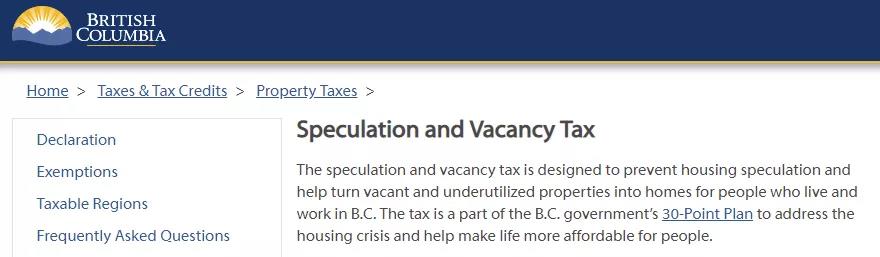 BRITISH
COLUMBIA
Home > Taxes & Tax Credits > Property Taxes >
Declaration
Exemptions
Taxable Regions
Frequently Asked Questions
Speculation and Vacancy Tax
The speculation and vacancy tax is designed to prevent housing speculation and
help turn vacant and underutilized properties into homes for people who live and
work in B.C. The tax is a part of the B.C. government's 30-Point Plan to address the
housing crisis and help make life more affordable for people.